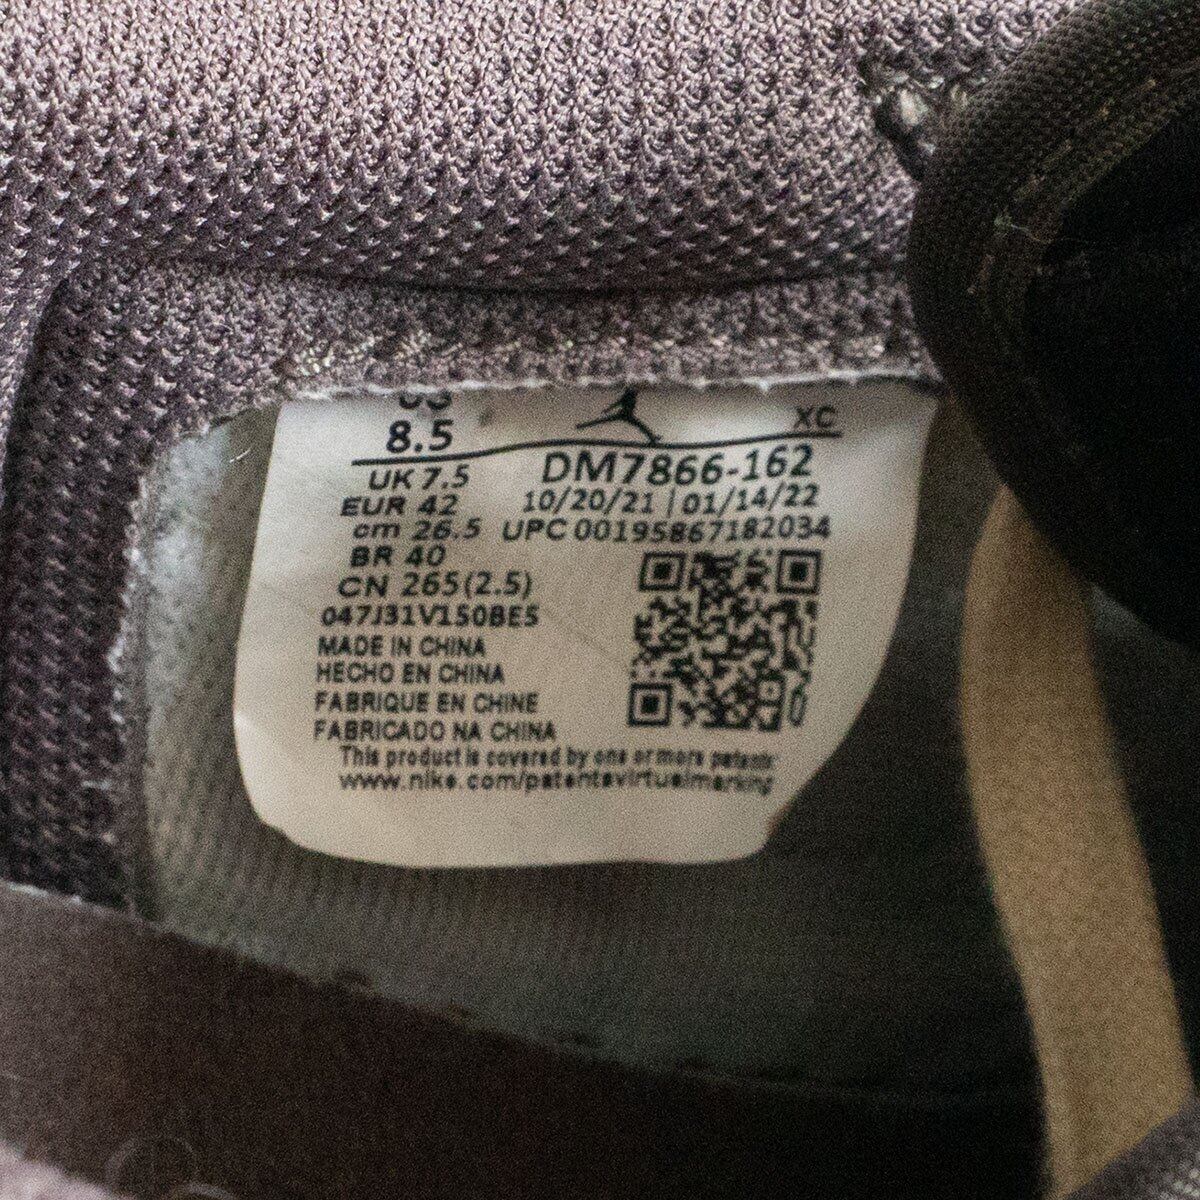 US XC
8.5
UK 7.5 DM7866-162
EUR 42 10/20/21 | 01/14/22
cm 26.5 UPC 00195867182034
BR 40
CN 265(2.5)
047J31V150BE5
MADE IN CHINA
HECHO EN CHINA
FABRIQUE EN CHINE
FABRICADO NA CHINA
This product is covered by one or more patents
www.nike.com/patentsvirtualmarking